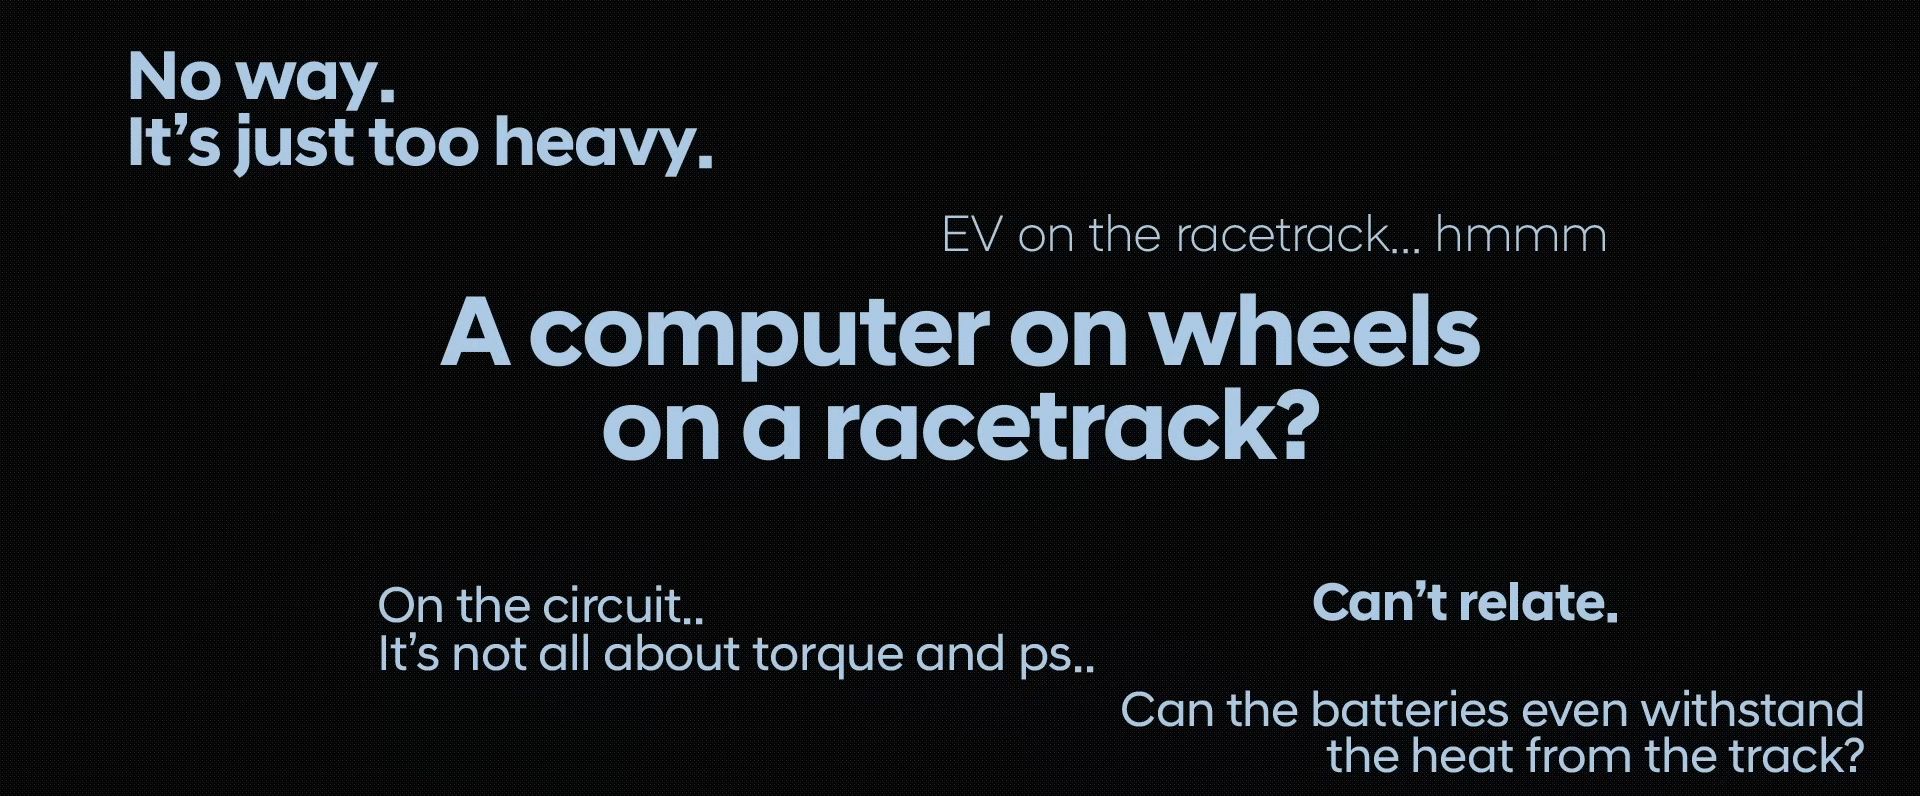 No way.
It’s just too heavy.
EV on the racetrack... hmmm
A computer on wheels
on a racetrack?
On the circuit..
It’s not all about torque and ps..
Can’t relate.
Can the batteries even withstand
the heat from the track?